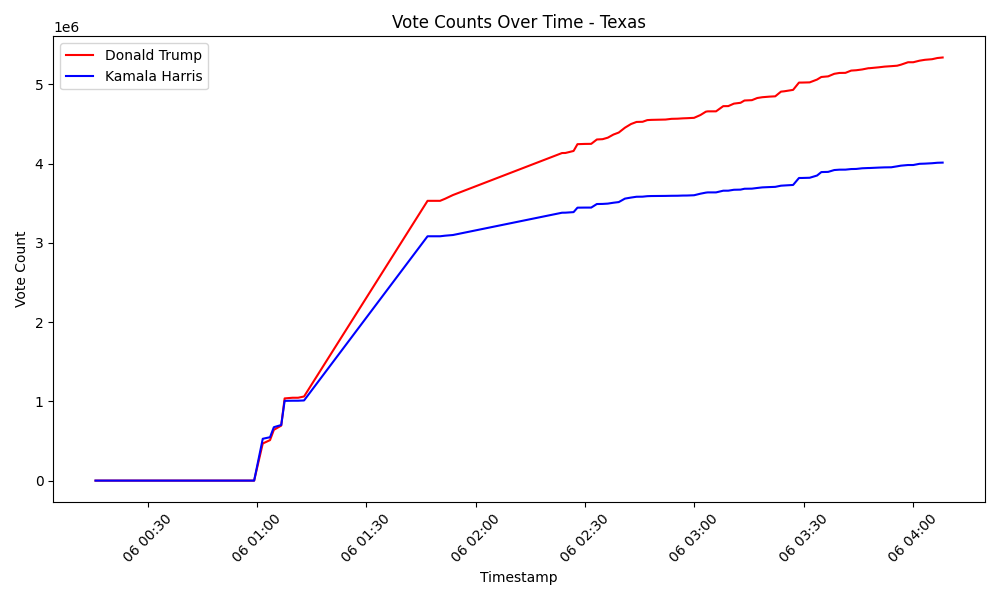 Vote Counts Over Time - Texas
1e6
Donald Trump
Kamala Harris
5
4
3
2
1
0
Vote Count
06 00:30
06 01:00
06 01:30
06 02:00
06 02:30
06 03:00
06 03:30
06 04:00
Timestamp